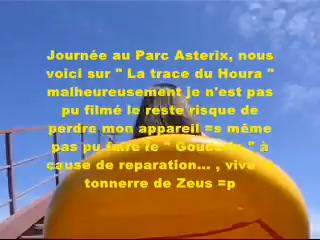 Journée au Parc Asterix, nous
voici sur " La trace du Houra "
malheureusement je n'est pas
pu filmé le reste risque de
perdre mon appareil =s même
pas pu faire le " Goudurix " à
cause de reparation... , vive
tonnerre de Zeus =p